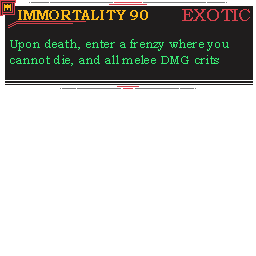 IMMORTALITY 90 EXOTIC
Upon death, enter a frenzy where you
cannot die, and all melee DMG crits